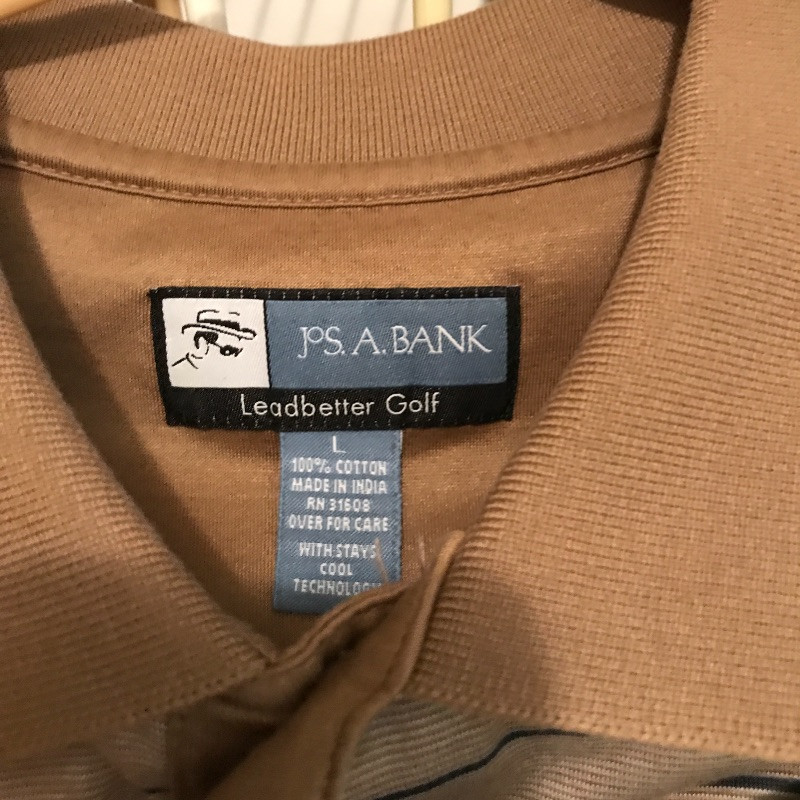 JOS. A. BANK
Leadbetter Golf
L
100% COTTON
MADE IN INDIA
RN 31608
OVER FOR CARE
WITH STAYS
COOL
TECHNOLOGY